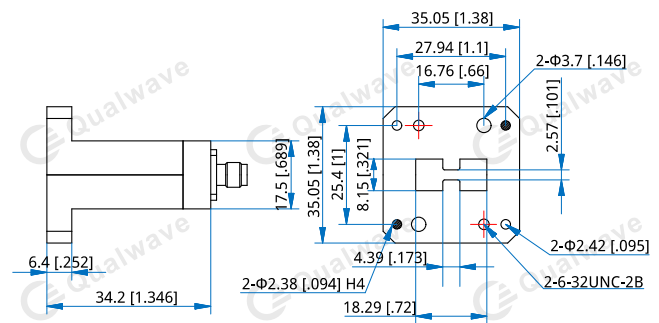 35.05 [1.38]
27.94 [1.1]
16.76 [.66]
2-Φ3.7 [.146]
2.57 [.101]
17.5 [.689]
35.05 [1.38]
25.4 [1]
8.15 [.321]
6.4 [.252]
34.2 [1.346]
4.39 [.173]
2-Φ2.38 [.094] H4
18.29 [.72]
2-Φ2.42 [.095]
2-6-32UNC-2B
Qualwave
Qualwave
Qualwave
Qualwave
Qualwave
Qualwave